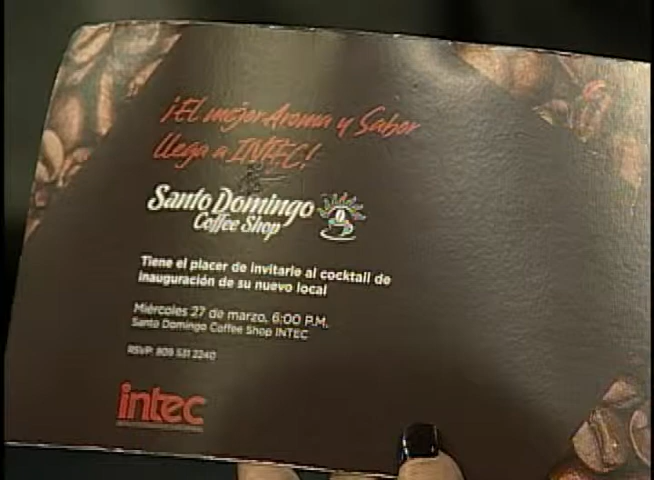 ¡El mejor Aroma y Sabor
llega a INTEC!
Santo Domingo
Coffee Shop
Tiene el placer de invitarle al cocktail de
inauguración de su nuevo local
Miércoles 27 de marzo, 6:00 P.M.
Santo Domingo Coffee Shop INTEC
RSVP: 809 531 2240
intec